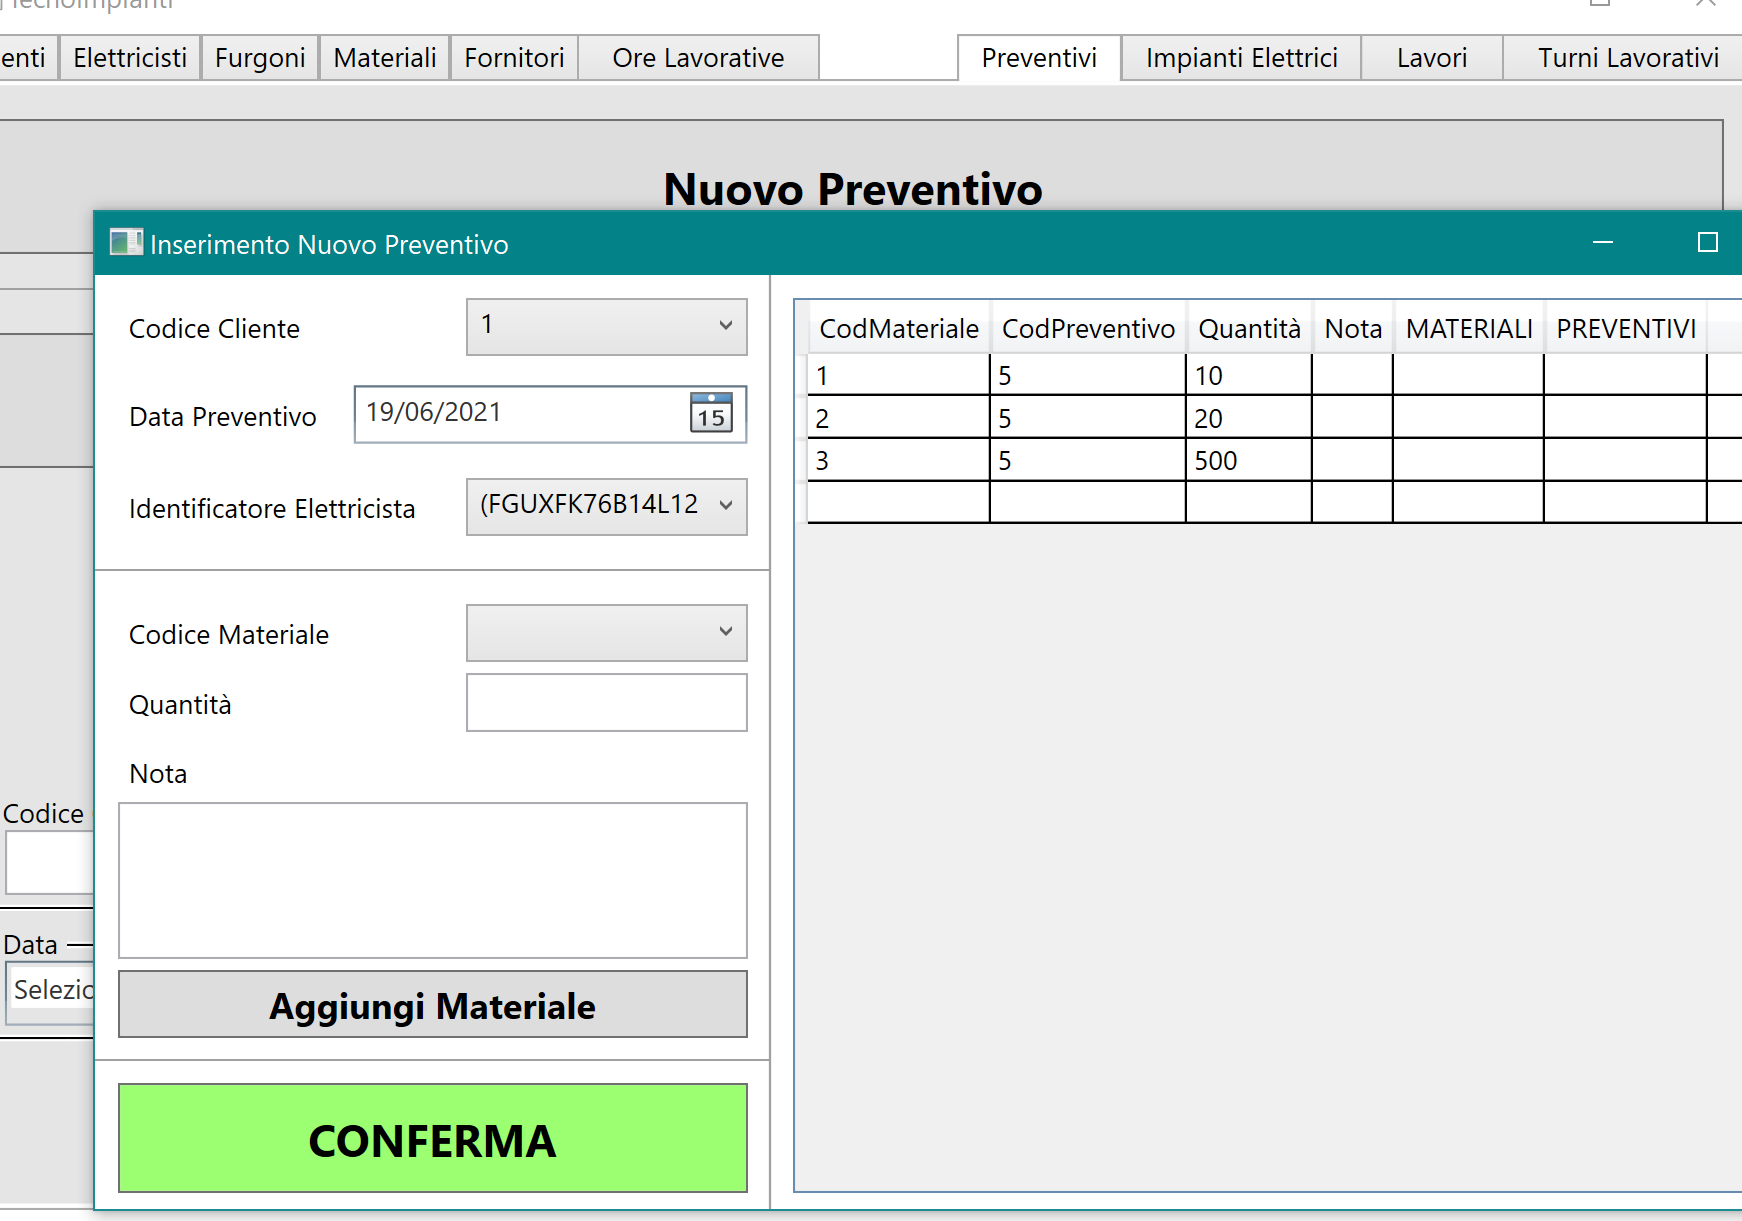 TecnoImpianti
enti Elettricisti Furgoni Materiali Fornitori Ore Lavorative Preventivi Impianti Elettrici Lavori Turni Lavorativi
Nuovo Preventivo
Inserimento Nuovo Preventivo
Codice Cliente 1
Data Preventivo 19/06/2021 15
Identificatore Elettricista (FGUXFK76B14L12
Codice Materiale
Quantità
Nota
Aggiungi Materiale
CONFERMA
CodMateriale CodPreventivo Quantità Nota MATERIALI PREVENTIVI
1 5 10
2 5 20
3 5 500
Codice
Data
Selezio